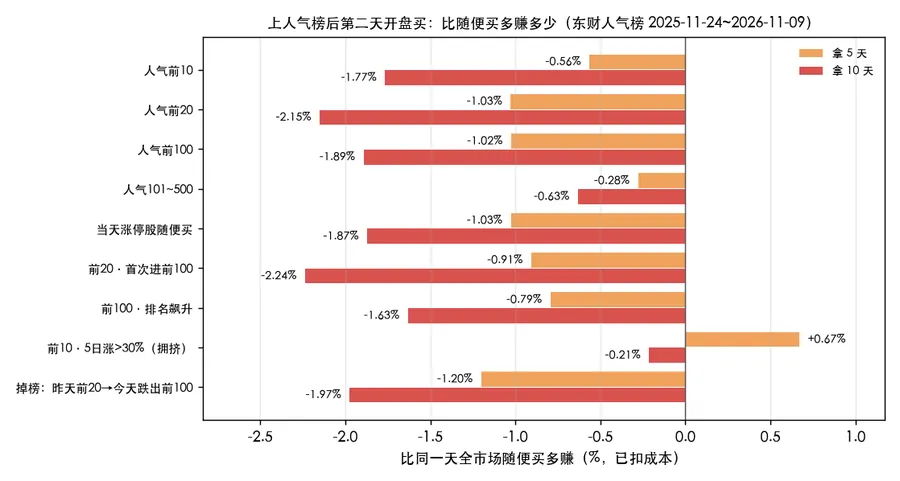 上人气榜后第二天开盘买：比随便买多赚多少（东财人气榜 2025-11-24~2026-11-09）
拿 5 天
拿 10 天
人气前10
-0.56%
-1.77%
人气前20
-1.03%
-2.15%
人气前100
-1.02%
-1.89%
人气101~500
-0.28%
-0.63%
当天涨停股随便买
-1.03%
-1.87%
前20·首次进前100
-0.91%
-2.24%
前100·排名飙升
-0.79%
-1.63%
前10·5日涨>30%（拥挤）
+0.67%
-0.21%
掉榜：昨天前20→今天跌出前100
-1.20%
-1.97%
-2.5 -2.0 -1.5 -1.0 -0.5 0.0 0.5 1.0
比同一天全市场随便买多赚（%，已扣成本）